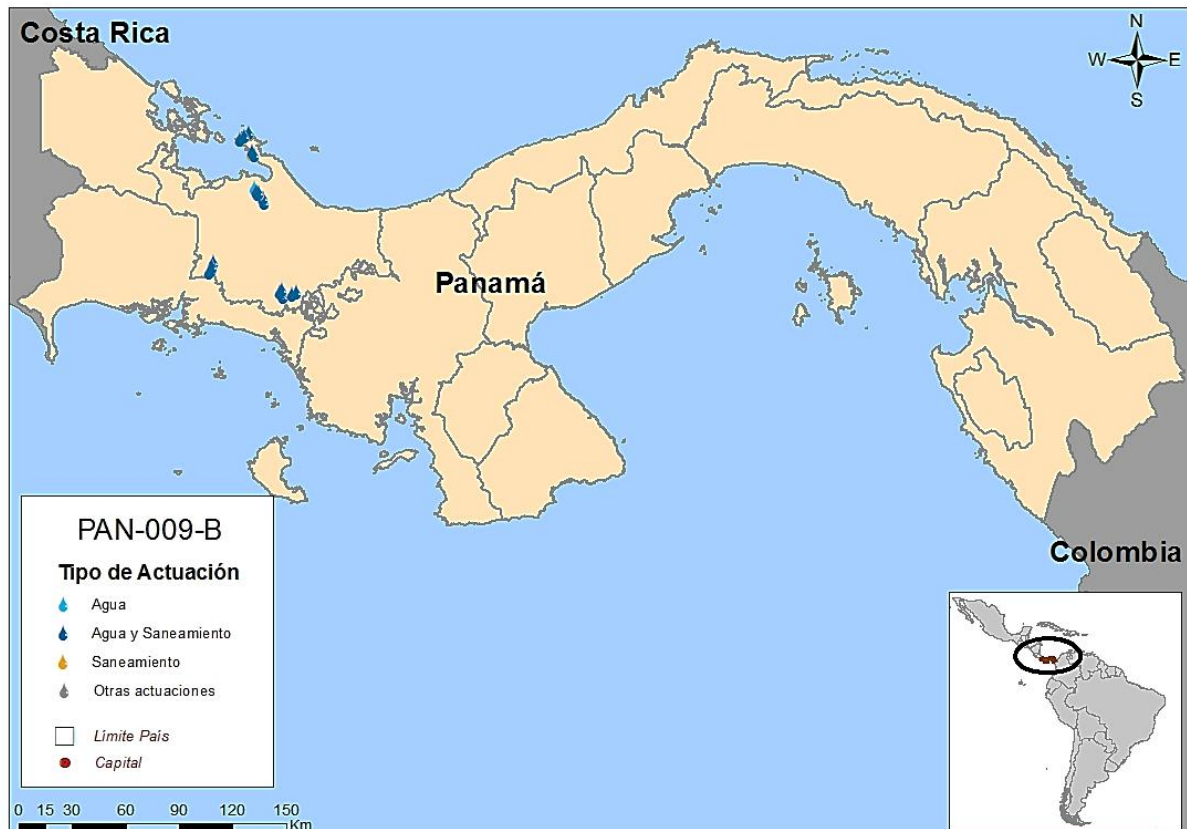 Costa Rica
N
W E
S
Panamá
Colombia
PAN-009-B
Tipo de Actuación
Agua
Agua y Saneamiento
Saneamiento
Otras actuaciones
Límite País
Capital
0 15 30 60 90 120 150
Km